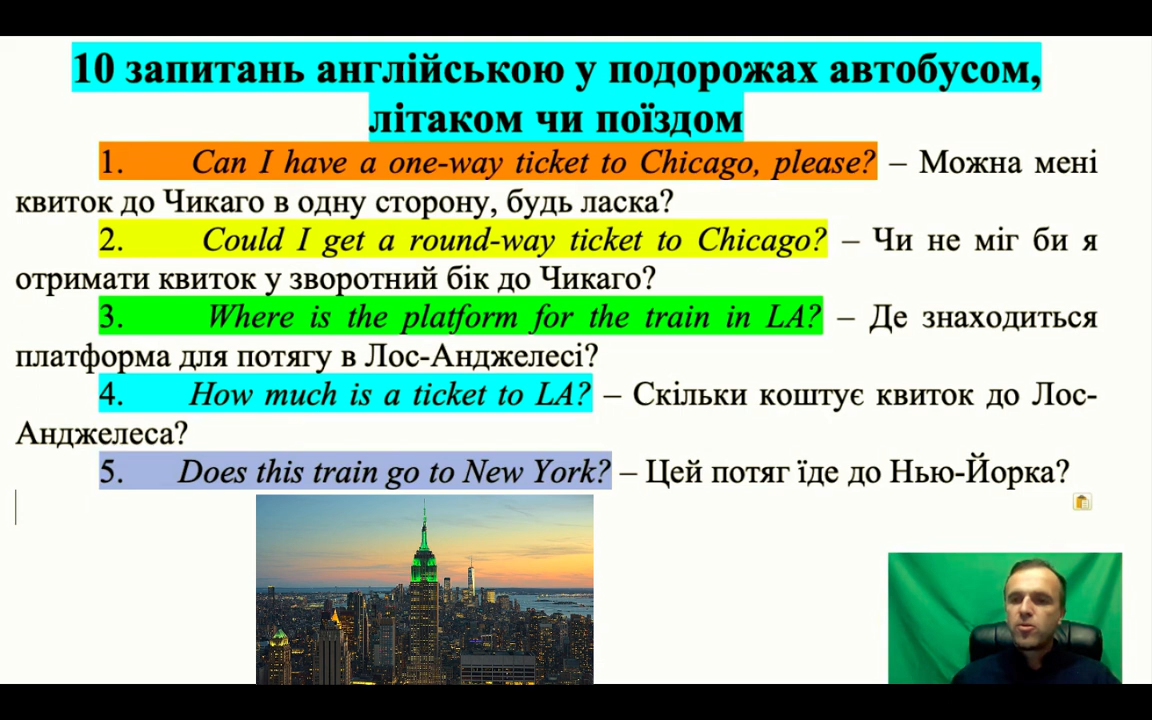 10 запитань англійською у подорожах автобусом,
літаком чи поїздом
1. Can I have a one-way ticket to Chicago, please? – Можна мені
квиток до Чикаго в одну сторону, будь ласка?
2. Could I get a round-way ticket to Chicago? – Чи не міг би я
отримати квиток у зворотний бік до Чикаго?
3. Where is the platform for the train in LA? – Де знаходиться
платформа для потягу в Лос-Анджелесі?
4. How much is a ticket to LA? – Скільки коштує квиток до Лос-
Анджелеса?
5. Does this train go to New York? – Цей потяг їде до Нью-Йорка?